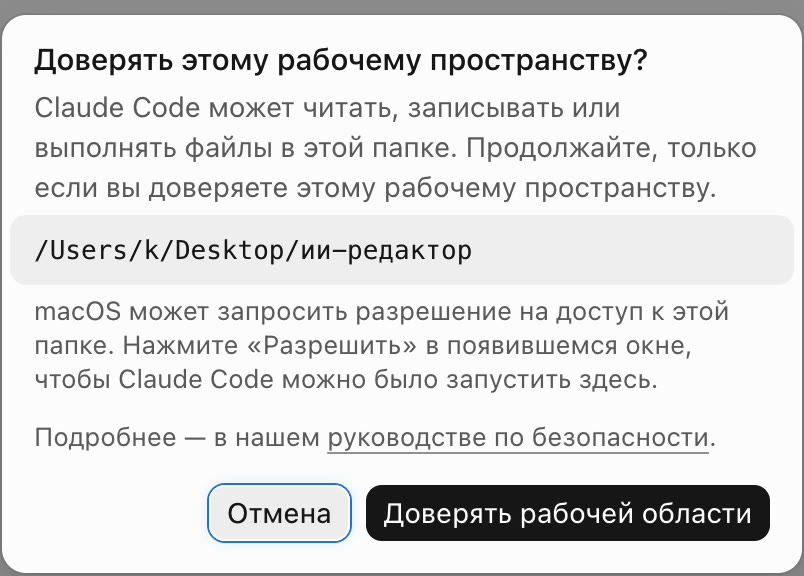 Доверять этому рабочему пространству?
Claude Code может читать, записывать или
выполнять файлы в этой папке. Продолжайте, только
если вы доверяете этому рабочему пространству.
/Users/k/Desktop/ии-редактор
macOS может запросить разрешение на доступ к этой
папке. Нажмите «Разрешить» в появившемся окне,
чтобы Claude Code можно было запустить здесь.
Подробнее — в нашем руководстве по безопасности.
Отмена
Доверять рабочей области